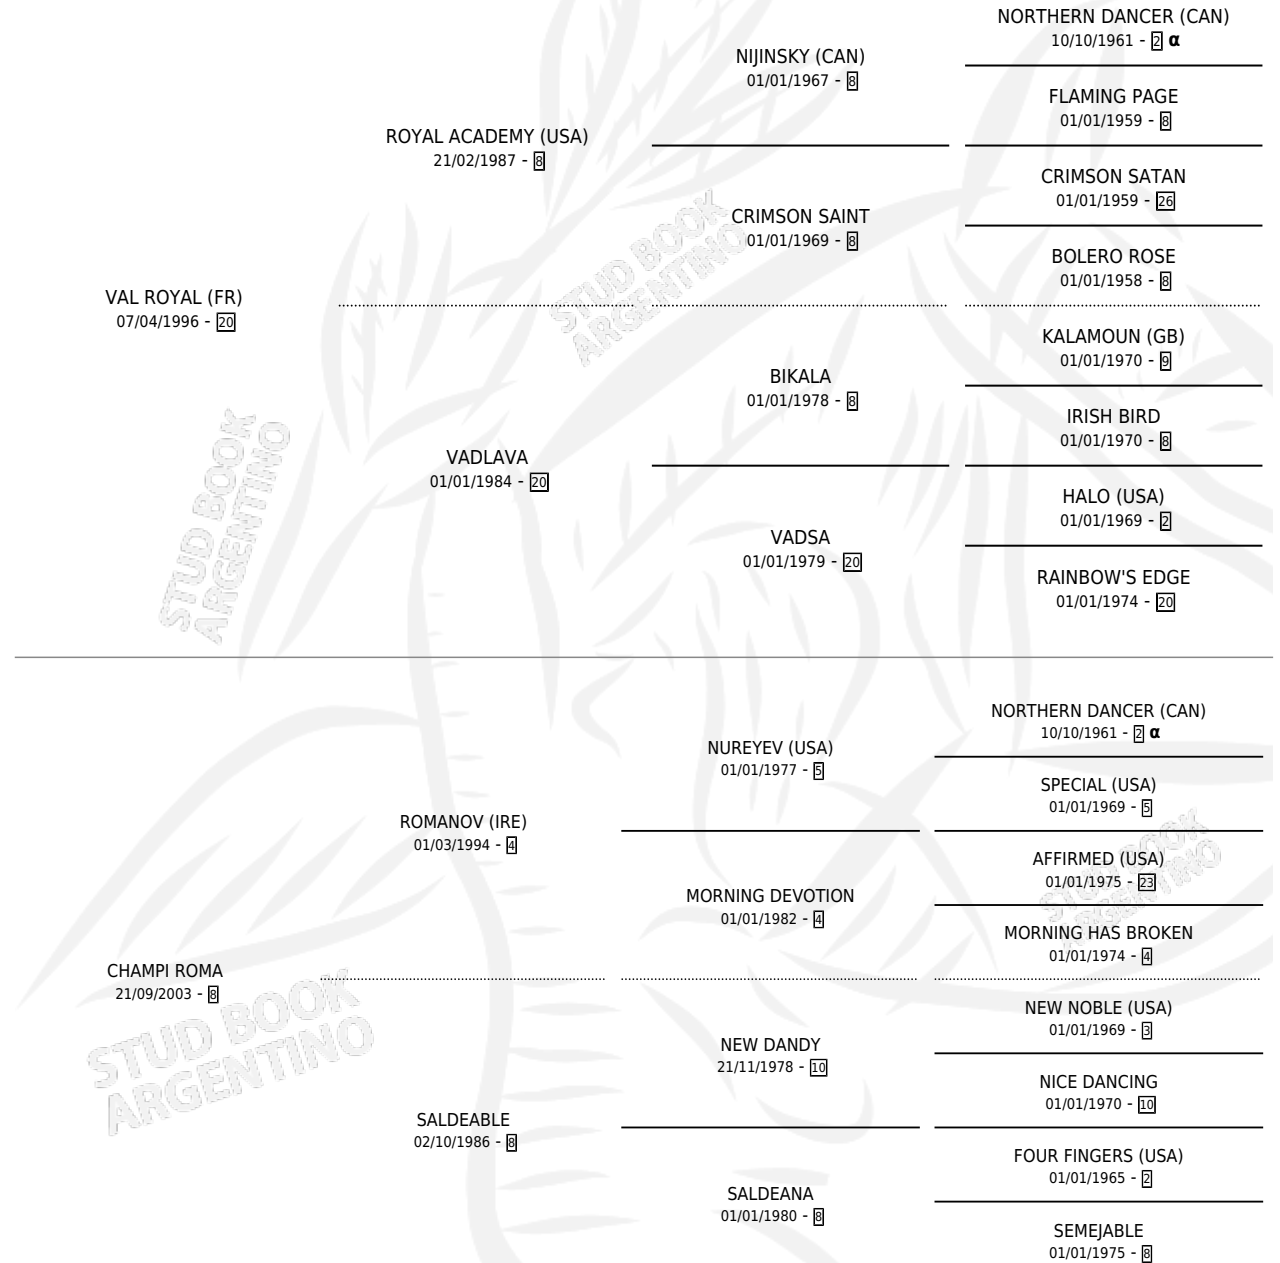 NORTHERN DANCER (CAN)
10/10/1961 - 2 α
NIJINSKY (CAN)
01/01/1967 - 8
FLAMING PAGE
01/01/1959 - 8
ROYAL ACADEMY (USA)
21/02/1987 - 8
CRIMSON SATAN
01/01/1959 - 26
CRIMSON SAINT
01/01/1969 - 8
BOLERO ROSE
01/01/1958 - 8
VAL ROYAL (FR)
07/04/1996 - 20
KALAMOUN (GB)
01/01/1970 - 9
BIKALA
01/01/1978 - 8
IRISH BIRD
01/01/1970 - 8
VADLAVA
01/01/1984 - 20
HALO (USA)
01/01/1969 - 2
VADSA
01/01/1979 - 20
RAINBOW'S EDGE
01/01/1974 - 20
STUD BOOK
ARGENTINO
STUD BOOK
ARGENTINO
NORTHERN DANCER (CAN)
10/10/1961 - 2 α
NUREYEV (USA)
01/01/1977 - 5
SPECIAL (USA)
01/01/1969 - 5
ROMANOV (IRE)
01/03/1994 - 4
AFFIRMED (USA)
01/01/1975 - 23
MORNING DEVOTION
01/01/1982 - 4
MORNING HAS BROKEN
01/01/1974 - 4
CHAMPI ROMA
21/09/2003 - 8
NEW NOBLE (USA)
01/01/1969 - 3
NEW DANDY
21/11/1978 - 10
NICE DANCING
01/01/1970 - 10
SALDEABLE
02/10/1986 - 8
FOUR FINGERS (USA)
01/01/1965 - 2
SALDEANA
01/01/1980 - 8
SEMEJABLE
01/01/1975 - 8
STUD BOOK
ARGENTINO
STUD BOOK
ARGENTINO